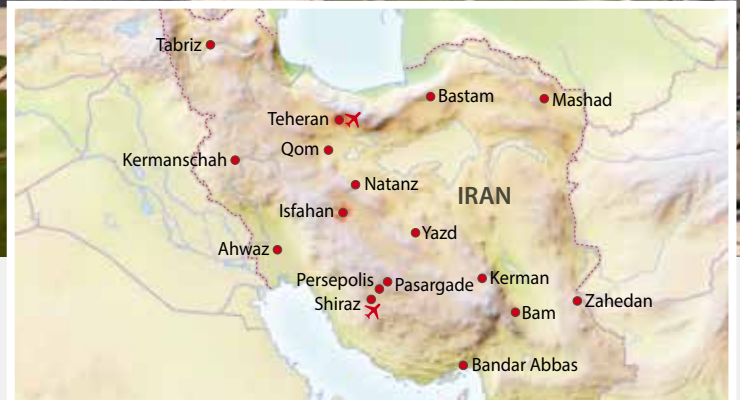 Tabriz
Bastam
Mashad
Teheran
Qom
Kermanschah
Natanz
IRAN
Isfahan
Yazd
Ahwaz
Persepolis
Pasargade
Kerman
Shiraz
Zahedan
Bam
Bandar Abbas